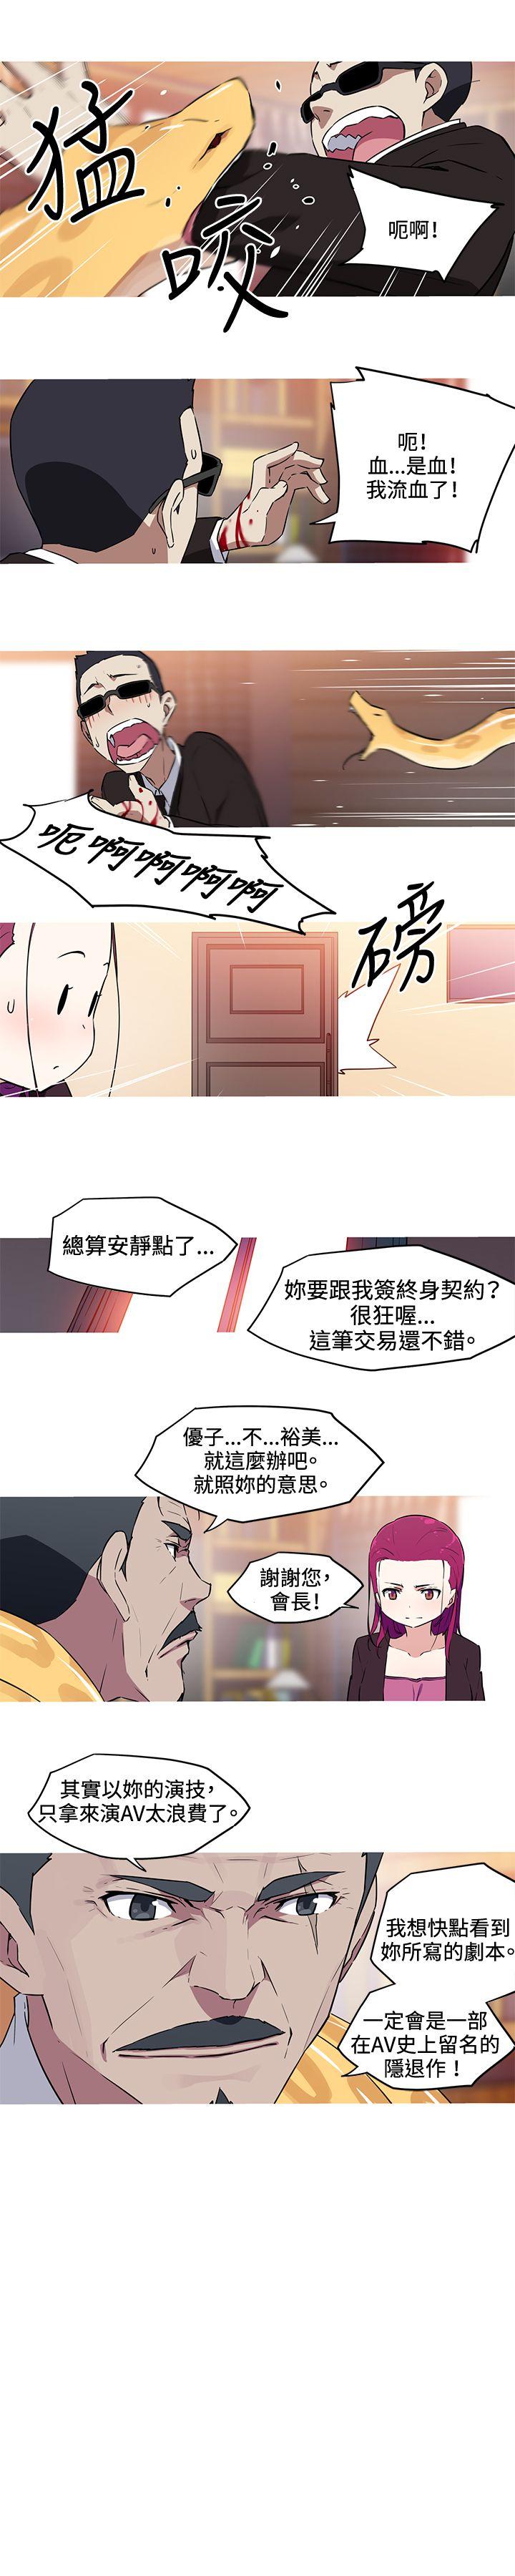 猛
咬
呃啊!
呃!
血...是血!
我流血了!
呃啊啊啊啊
磅
總算安靜點了...
妳要跟我簽終身契約?
很狂喔...
這筆交易還不錯。
優子...不...裕美...
就這麼辦吧。
就照妳的意思。
謝謝您,
會長!
其實以妳的演技,
只拿來演AV太浪費了。
我想快點看到
妳所寫的劇本。
一定會是一部
在AV史上留名的
隱退作！